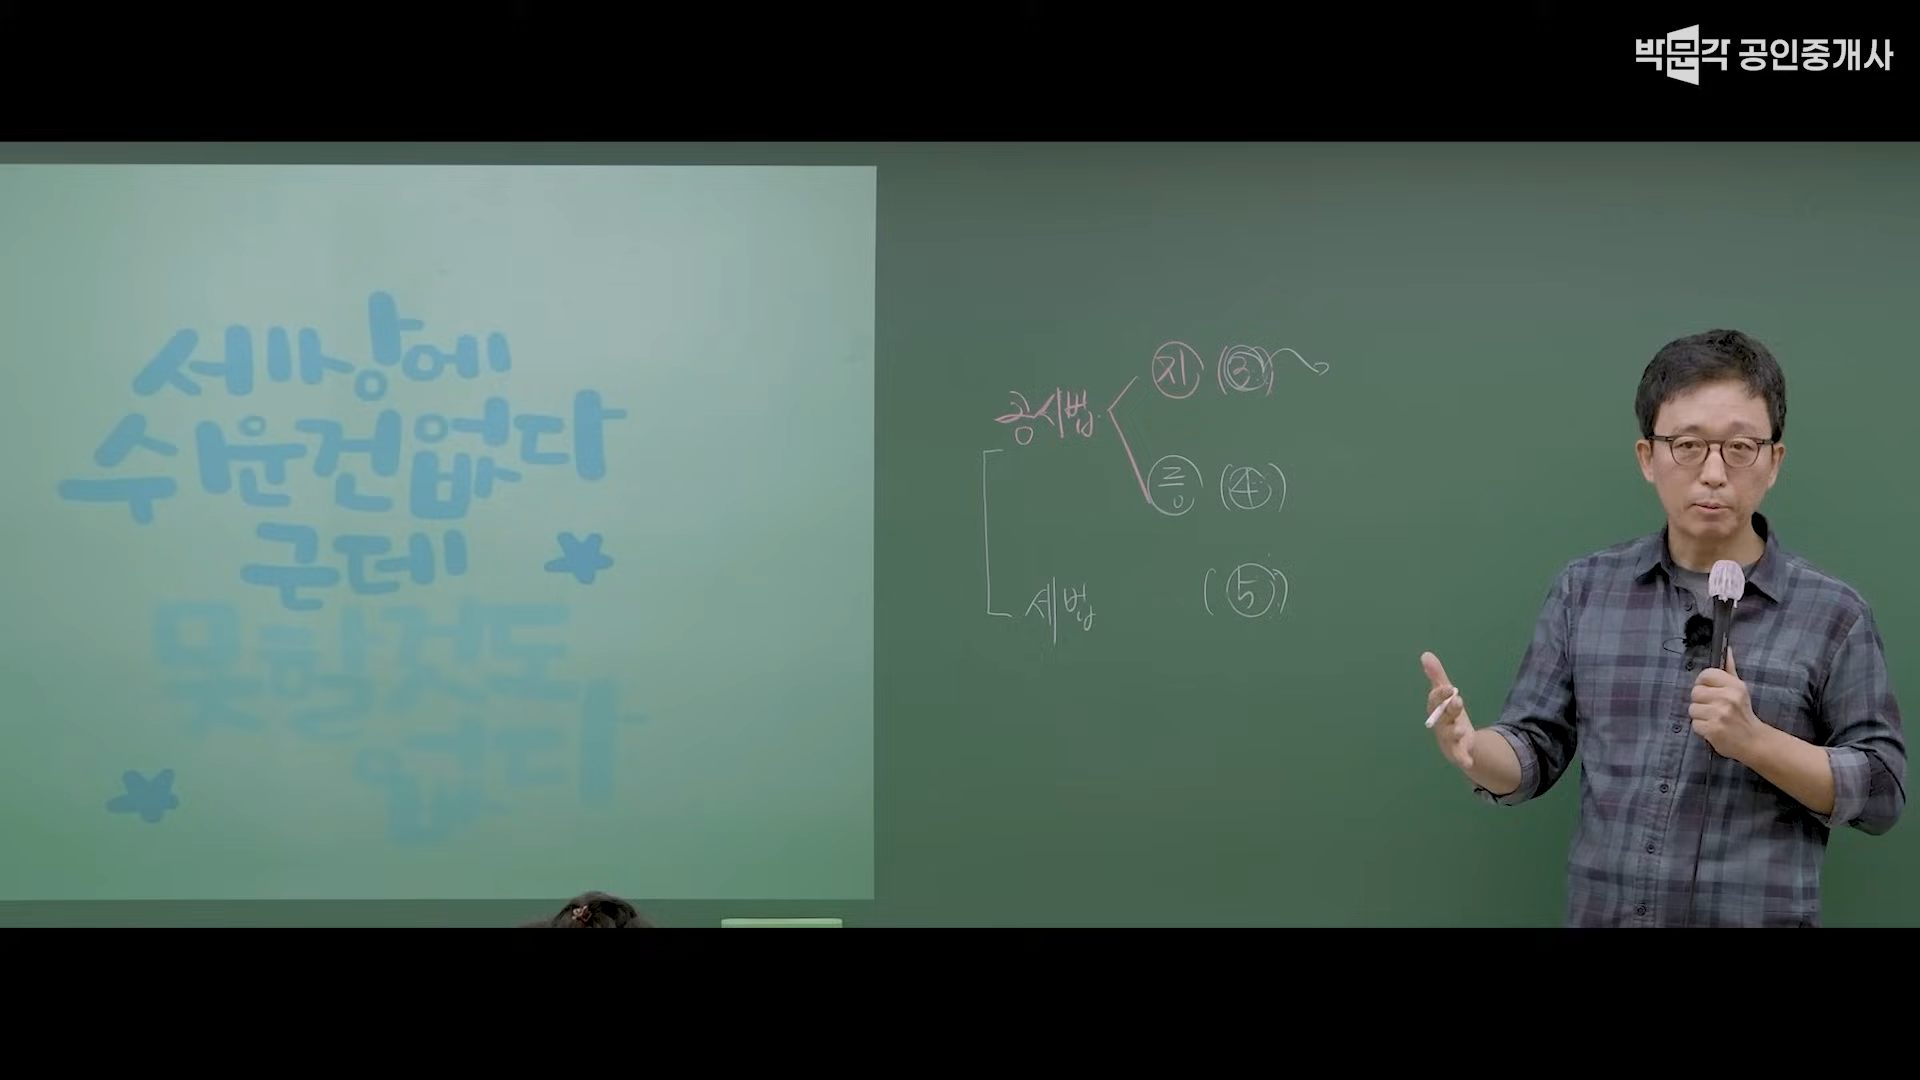 박문각 공인중개사
세상에
수운건없다
근데
못할것도
없다
공시법
지 (3)
등 (4)
세법 (5)